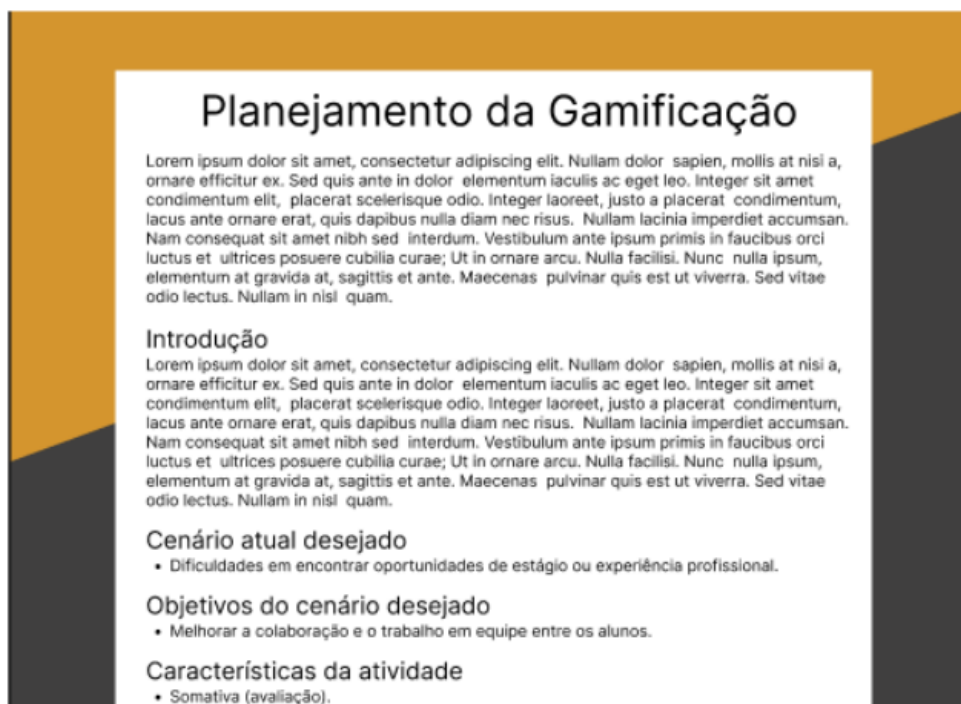 Planejamento da Gamificação
Lorem ipsum dolor sit amet, consectetur adipiscing elit. Nullam dolor sapien, mollis at nisi a,
ornare efficitur ex. Sed quis ante in dolor elementum iaculis ac eget leo. Integer sit amet
condimentum elit, placerat scelerisque odio. Integer laoreet, justo a placerat condimentum,
lacus ante ornare erat, quis dapibus nulla diam nec risus. Nullam lacinia imperdiet accumsan.
Nam consequat sit amet nibh sed interdum. Vestibulum ante ipsum primis in faucibus orci
luctus et ultrices posuere cubilia curae; Ut in ornare arcu. Nulla facilisi. Nunc nulla ipsum,
elementum at gravida at, sagittis et ante. Maecenas pulvinar quis est ut viverra. Sed vitae
odio lectus. Nullam in nisl quam.
Introdução
Lorem ipsum dolor sit amet, consectetur adipiscing elit. Nullam dolor sapien, mollis at nisi a,
ornare efficitur ex. Sed quis ante in dolor elementum iaculis ac eget leo. Integer sit amet
condimentum elit, placerat scelerisque odio. Integer laoreet, justo a placerat condimentum,
lacus ante ornare erat, quis dapibus nulla diam nec risus. Nullam lacinia imperdiet accumsan.
Nam consequat sit amet nibh sed interdum. Vestibulum ante ipsum primis in faucibus orci
luctus et ultrices posuere cubilia curae; Ut in ornare arcu. Nulla facilisi. Nunc nulla ipsum,
elementum at gravida at, sagittis et ante. Maecenas pulvinar quis est ut viverra. Sed vitae
odio lectus. Nullam in nisl quam.
Cenário atual desejado
• Dificuldades em encontrar oportunidades de estágio ou experiência profissional.
Objetivos do cenário desejado
• Melhorar a colaboração e o trabalho em equipe entre os alunos.
Características da atividade
• Somativa (avaliação).